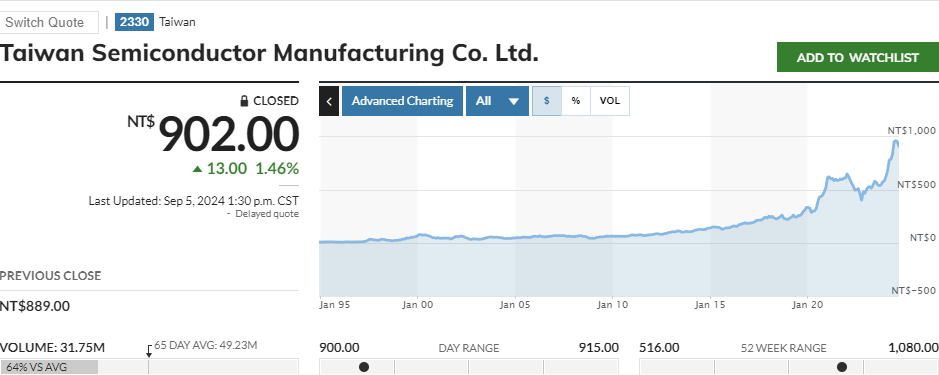 Switch Quote | 2330 Taiwan
Taiwan Semiconductor Manufacturing Co. Ltd.
ADD TO WATCHLIST
CLOSED
NT$ 902.00
13.00 1.46%
Last Updated: Sep 5, 2024 1:30 p.m. CST
- Delayed quote
PREVIOUS CLOSE
NT$889.00
VOLUME: 31.75M
65 DAY AVG: 49.23M
64% VS AVG
Advanced Charting All $ % VOL
NT$1,000
NT$500
NT$0
NT$-500
Jan 95 Jan 00 Jan 05 Jan 10 Jan 15 Jan 20
900.00 DAY RANGE 915.00
516.00 52 WEEK RANGE 1,080.00